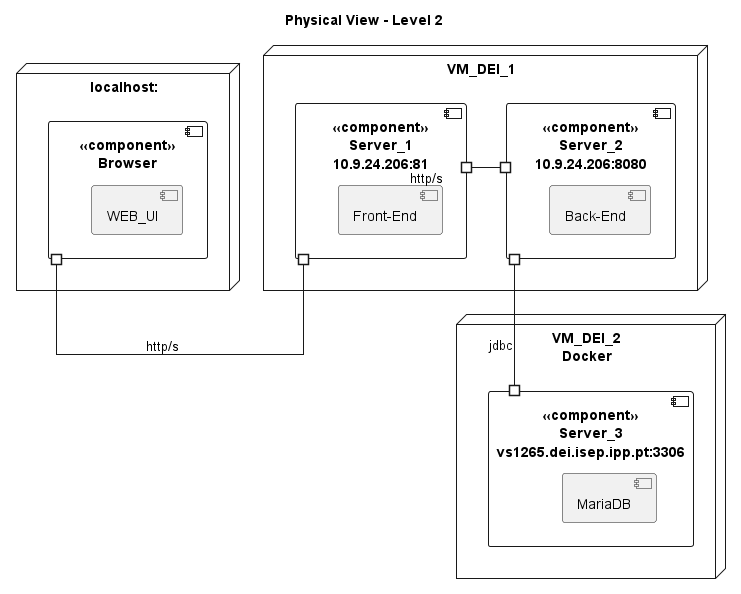 Physical View - Level 2
localhost:
«component»
Browser
WEB_UI
VM_DEI_1
«component»
Server_1
10.9.24.206:81
http/s
Front-End
«component»
Server_2
10.9.24.206:8080
Back-End
http/s
jdbc
VM_DEI_2
Docker
«component»
Server_3
vs1265.dei.isep.ipp.pt:3306
MariaDB